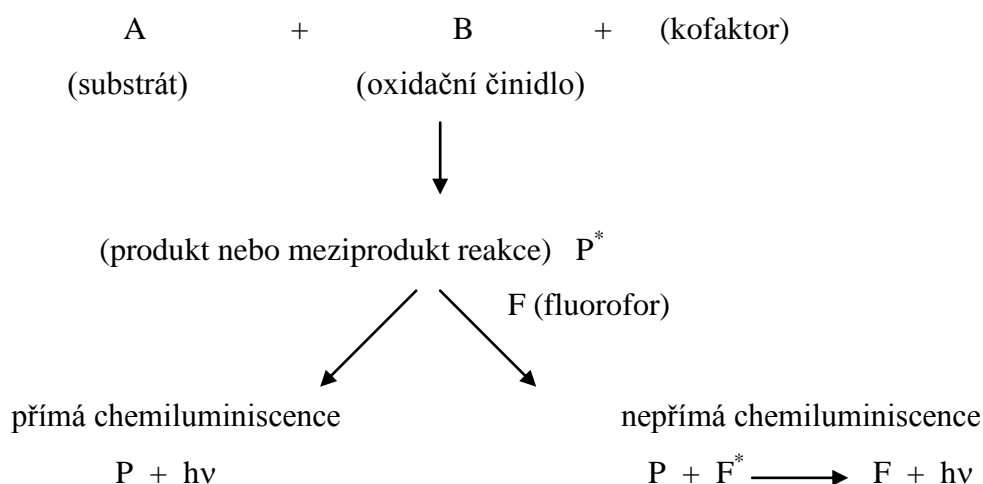 A + B + (kofaktor)
(substrát) (oxidační činidlo)
(produkt nebo meziprodukt reakce) P*
F (fluorofor)
přímá chemiluminiscence nepřímá chemiluminiscence
P + hν P + F* ⟶ F + hν